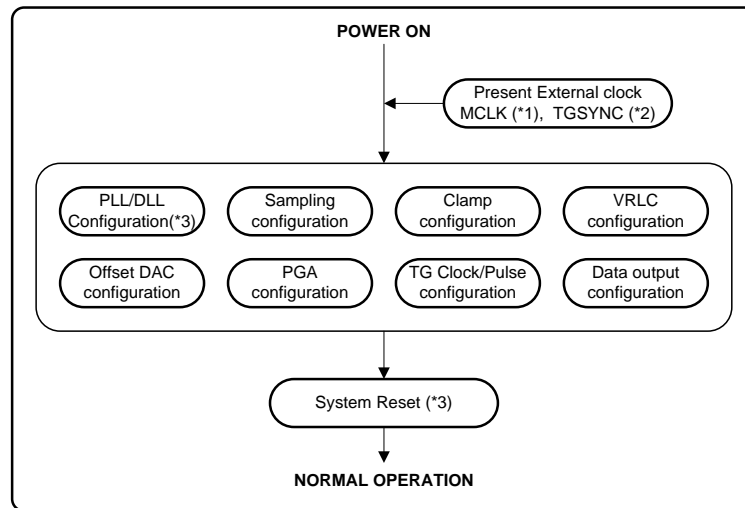 POWER ON
Present External clock
MCLK (*1), TGSYNC (*2)
PLL/DLL
Configuration(*3)
Sampling
configuration
Clamp
configuration
VRLC
configuration
Offset DAC
configuration
PGA
configuration
TG Clock/Pulse
configuration
Data output
configuration
System Reset (*3)
NORMAL OPERATION